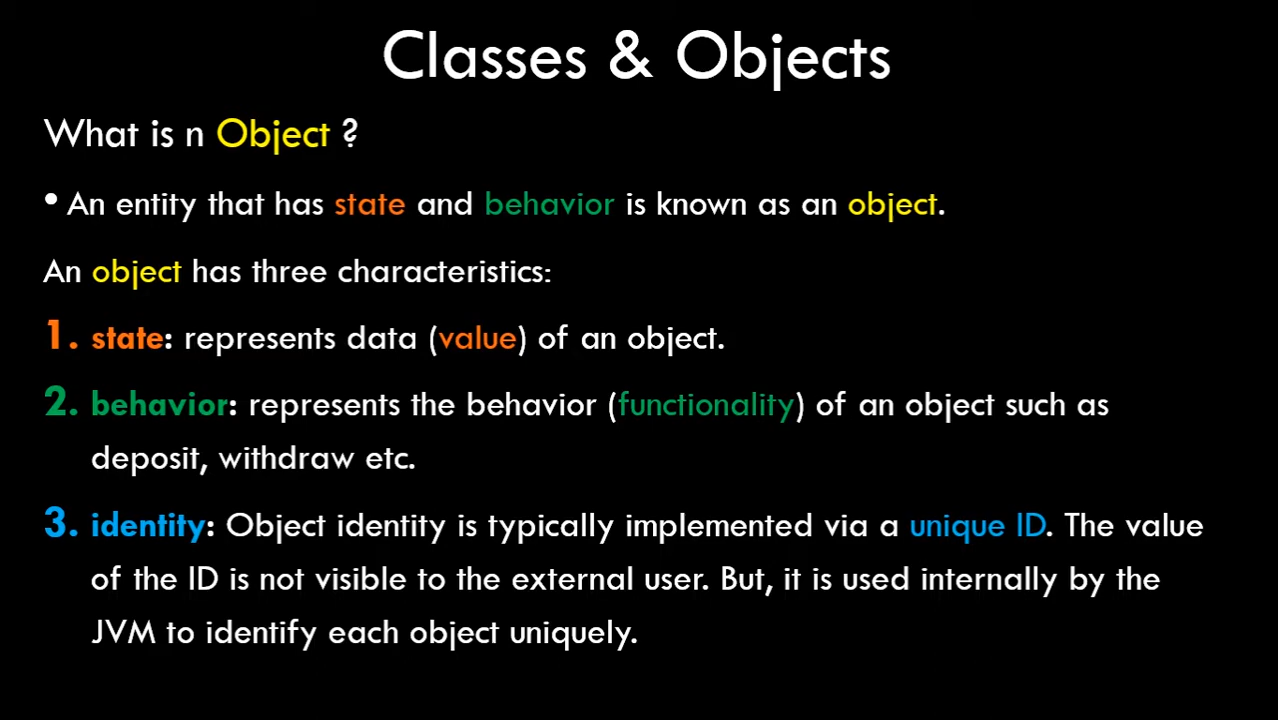 Classes & Objects
What is n Object ?
• An entity that has state and behavior is known as an object.
An object has three characteristics:
1. state: represents data (value) of an object.
2. behavior: represents the behavior (functionality) of an object such as
deposit, withdraw etc.
3. identity: Object identity is typically implemented via a unique ID. The value
of the ID is not visible to the external user. But, it is used internally by the
JVM to identify each object uniquely.